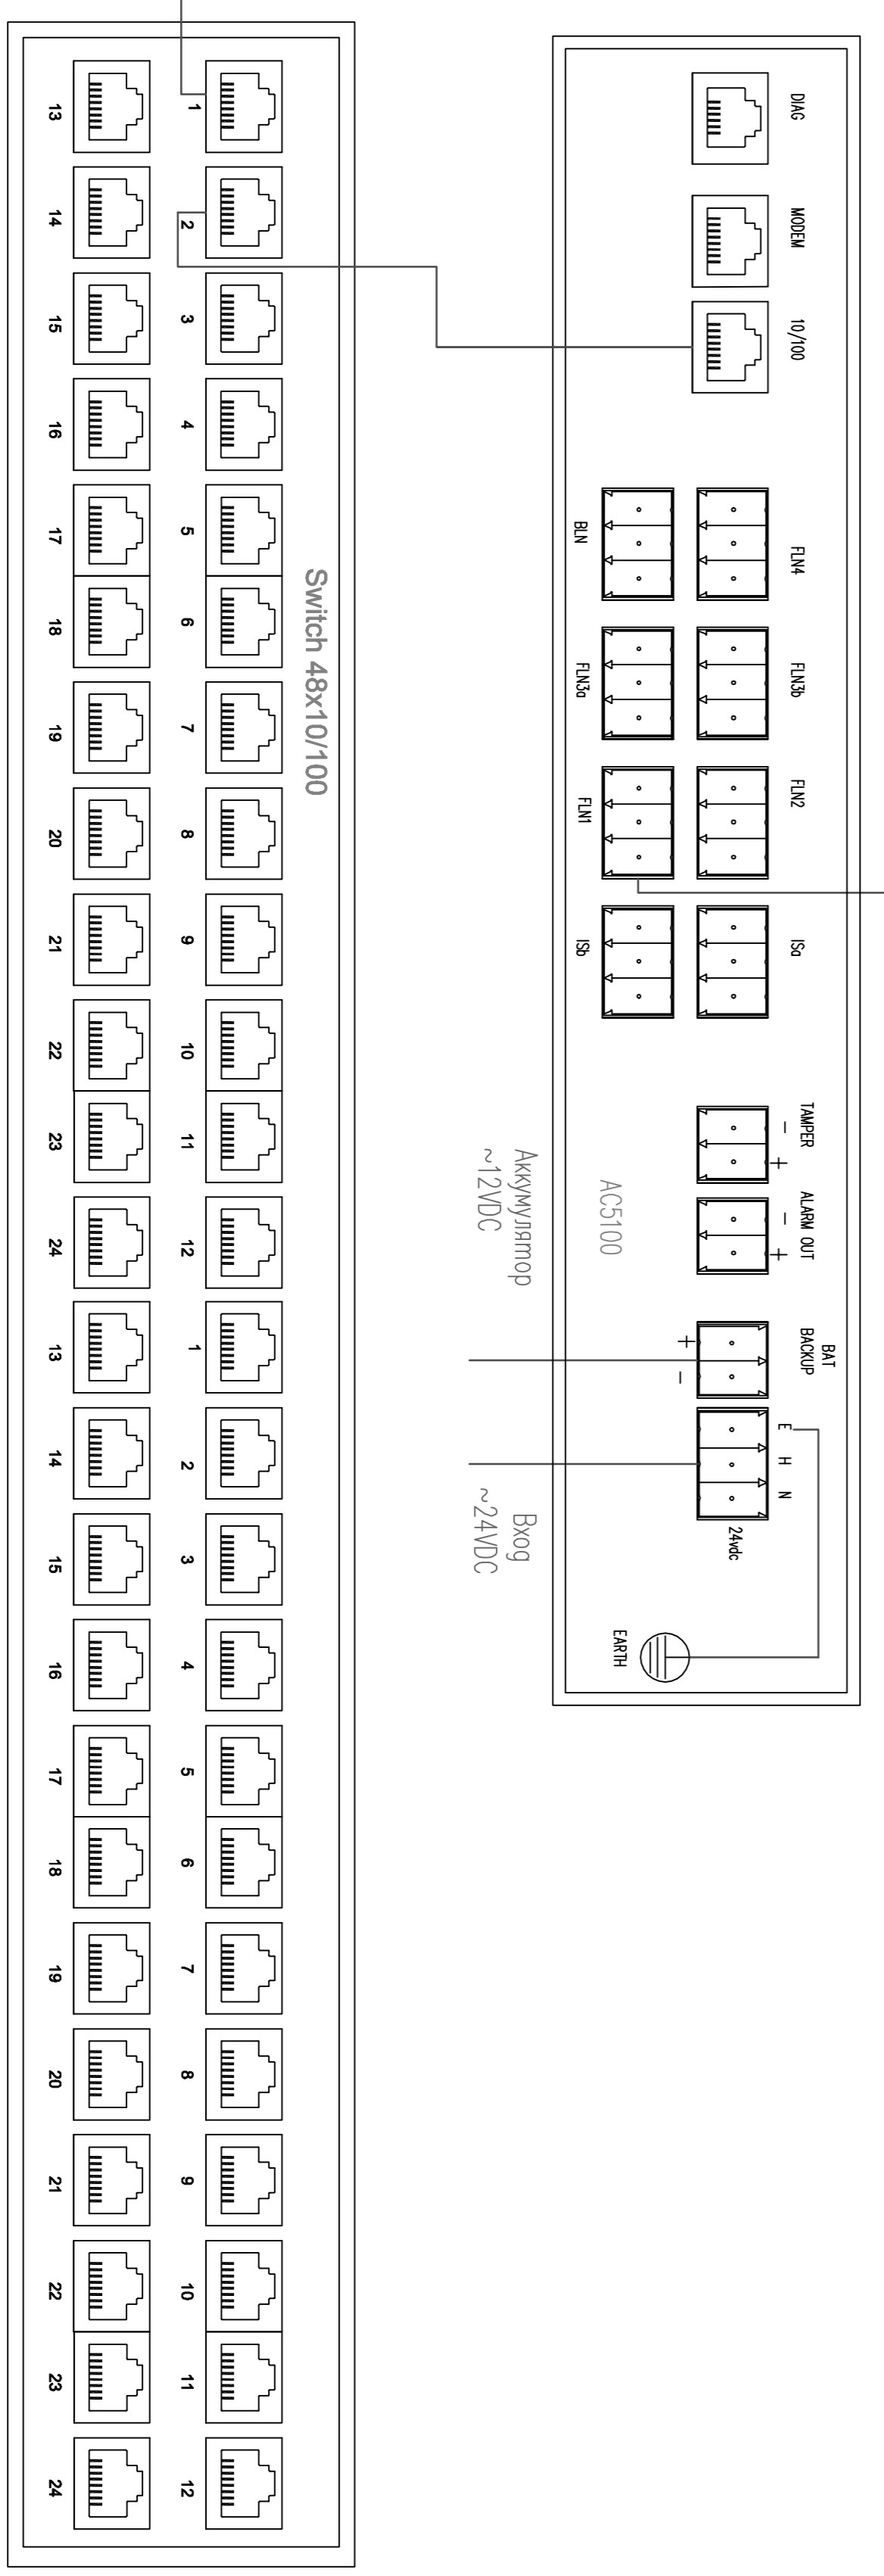 DIAG
MODEM
10/100
FLN4
FLN3b
FLN2
ISa
TAMPER
- +
ALARM OUT
- +
BAT
BACKUP
+ -
E H N
24vdc
BLN
FLN3a
FLN1
ISb
EARTH
AC5100
Аккумулятор
~12VDC
Вход
~24VDC
Switch 48x10/100
1 2 3 4 5 6 7 8 9 10 11 12 1 2 3 4 5 6 7 8 9 10 11 12
13 14 15 16 17 18 19 20 21 22 23 24 13 14 15 16 17 18 19 20 21 22 23 24